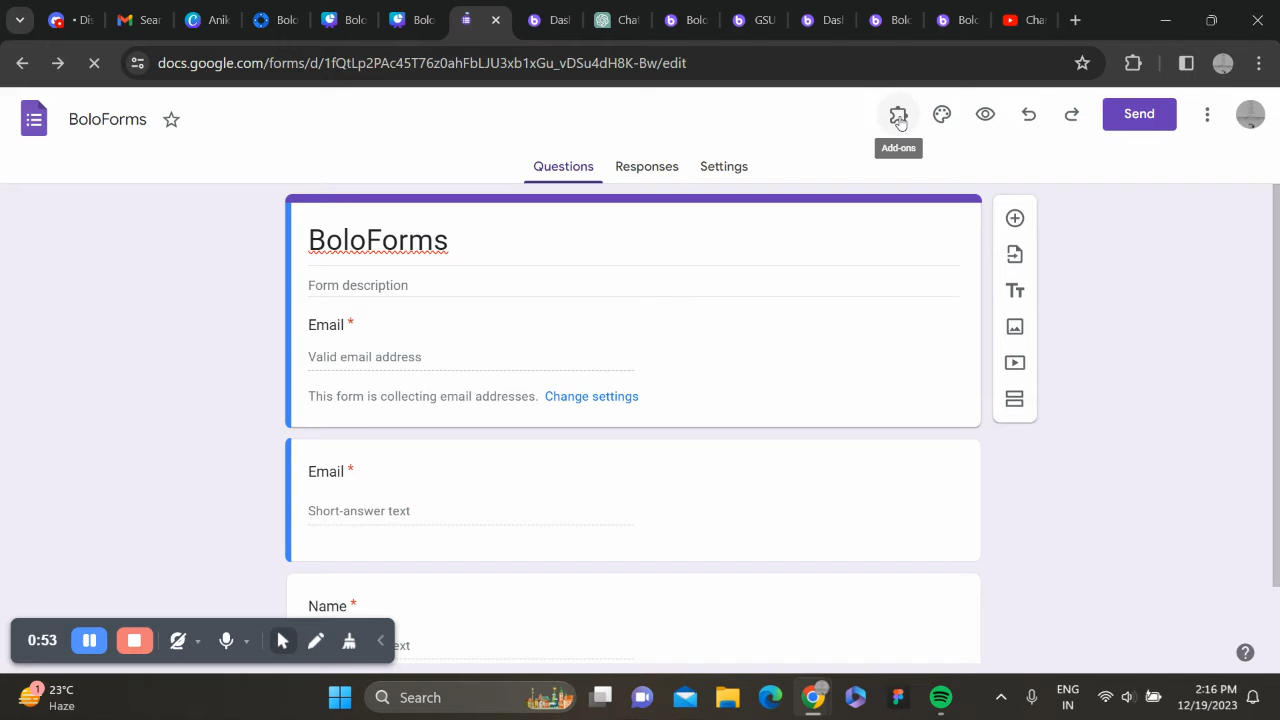 Dis
Sear
Anik
Bolo
Bolo
Bolo
Dash
Chat
Bolo
GSU
Dash
Bolo
Bolo
Cha
docs.google.com/forms/d/1fQtLp2PAc45T76z0ahFbLJU3xb1xGu_vDSu4dH8K-Bw/edit
BoloForms
Send
Add-ons
Questions Responses Settings
BoloForms
Form description
Email *
Valid email address
This form is collecting email addresses. Change settings
Email *
Short-answer text
Name *
ext
0:53
23°C
Haze
Search
ENG
IN
2:16 PM
12/19/2023